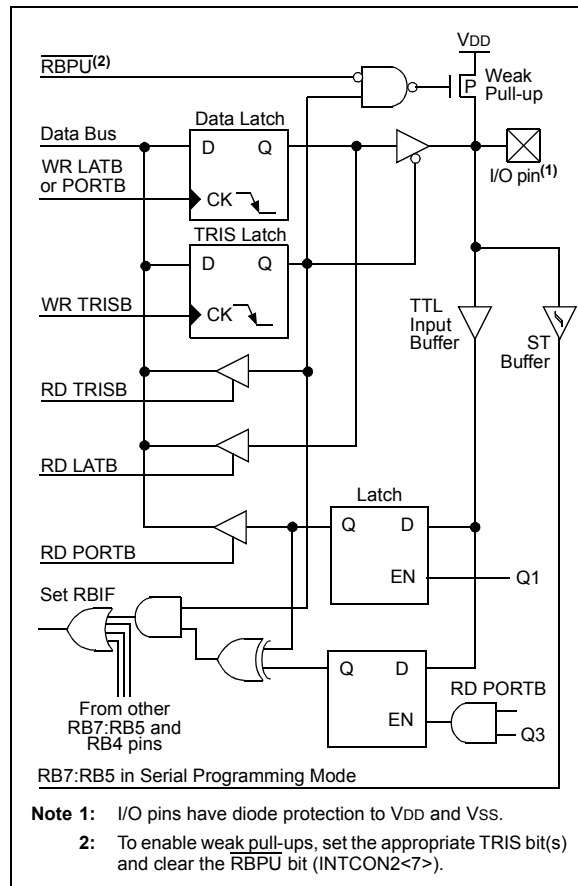 VDD
RBPU(2)
P
Weak
Pull-up
Data Bus
Data Latch
D Q
WR LATB
or PORTB
CK
I/O pin(1)
TRIS Latch
D Q
WR TRISB
CK
TTL
Input
Buffer
ST
Buffer
RD TRISB
RD LATB
Latch
Q D
RD PORTB
EN
Q1
Set RBIF
Q D
RD PORTB
EN
Q3
From other
RB7:RB5 and
RB4 pins
RB7:RB5 in Serial Programming Mode
Note 1: I/O pins have diode protection to VDD and VSS.
2: To enable weak pull-ups, set the appropriate TRIS bit(s)
and clear the RBPU bit (INTCON2<7>).